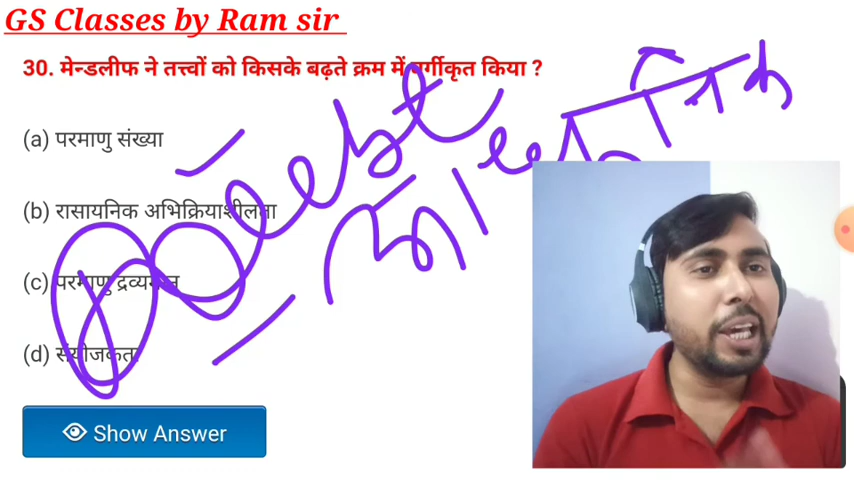 GS Classes by Ram sir
30. मेन्डलीफ ने तत्त्वों को किसके बढ़ते क्रम में वर्गीकृत किया ?
(a) परमाणु संख्या
(b) रासायनिक अभिक्रियाशीलता
(c) परमाणु द्रव्यमान
(d) संयोजकता
Show Answer